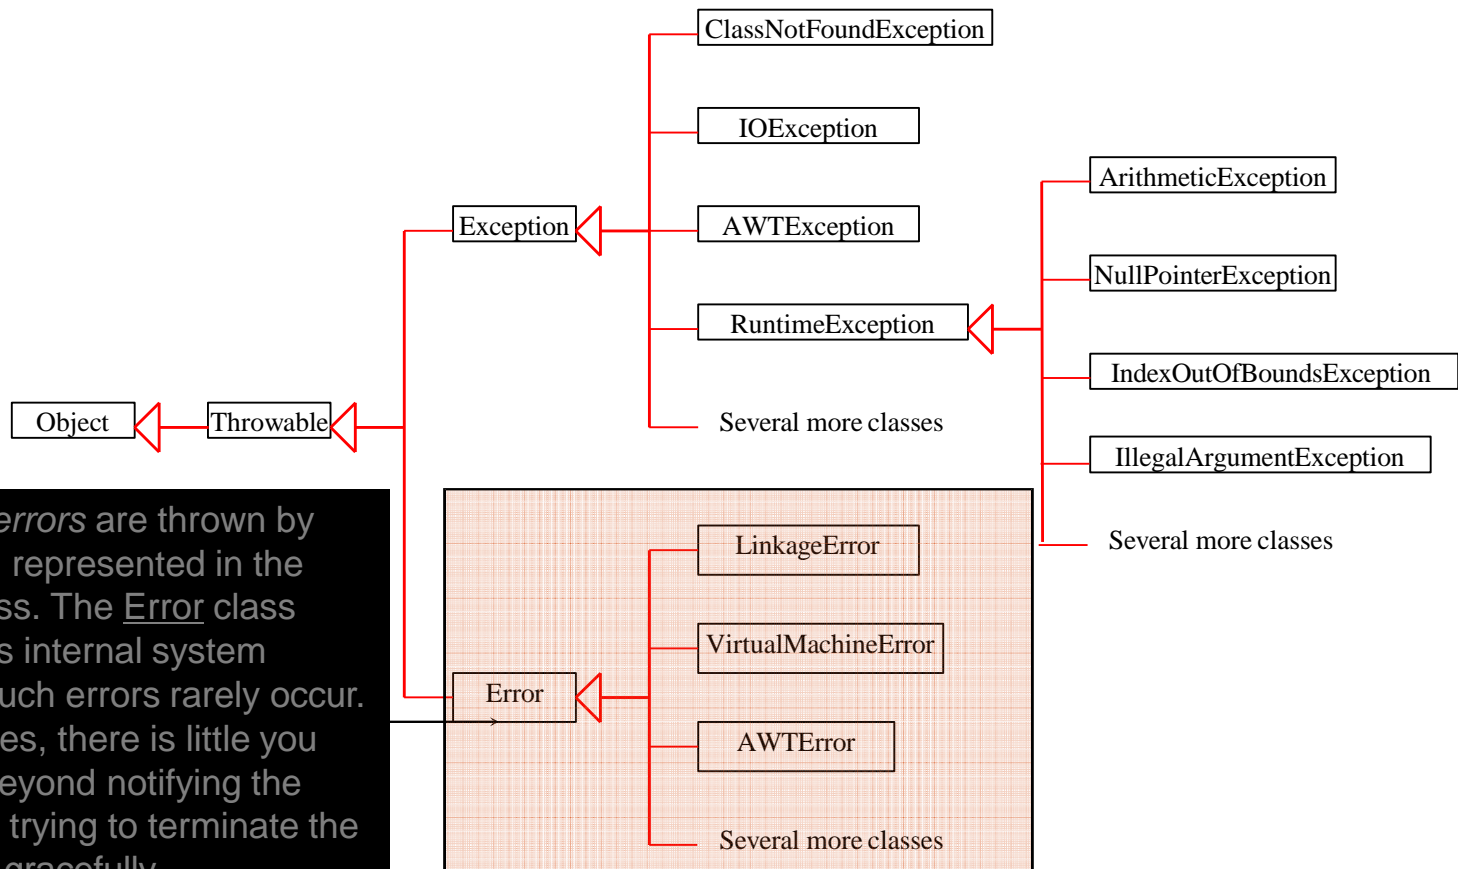 ClassNotFoundException
IOException
ArithmeticException
Exception
AWTException
NullPointerException
RuntimeException
IndexOutOfBoundsException
Object
Throwable
Several more classes
IllegalArgumentException
errors are thrown by
represented in the
ss. The Error class
s internal system
uch errors rarely occur.
es, there is little you
eyond notifying the
trying to terminate the
gracefully
LinkageError
Several more classes
VirtualMachineError
Error
AWTError
Several more classes